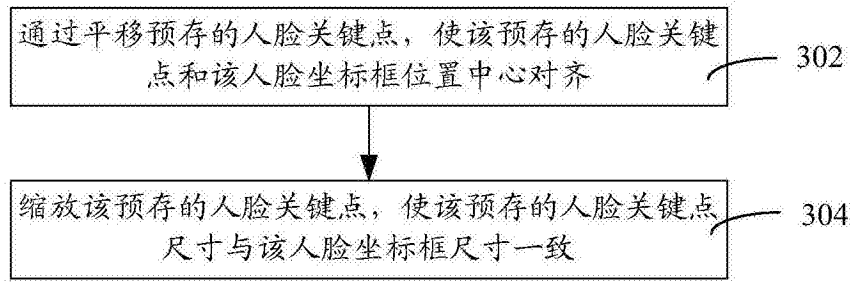 通过平移预存的人脸关键点，使该预存的人脸关键
点和该人脸坐标框位置中心对齐
302
缩放该预存的人脸关键点，使该预存的人脸关键点
尺寸与该人脸坐标框尺寸一致
304